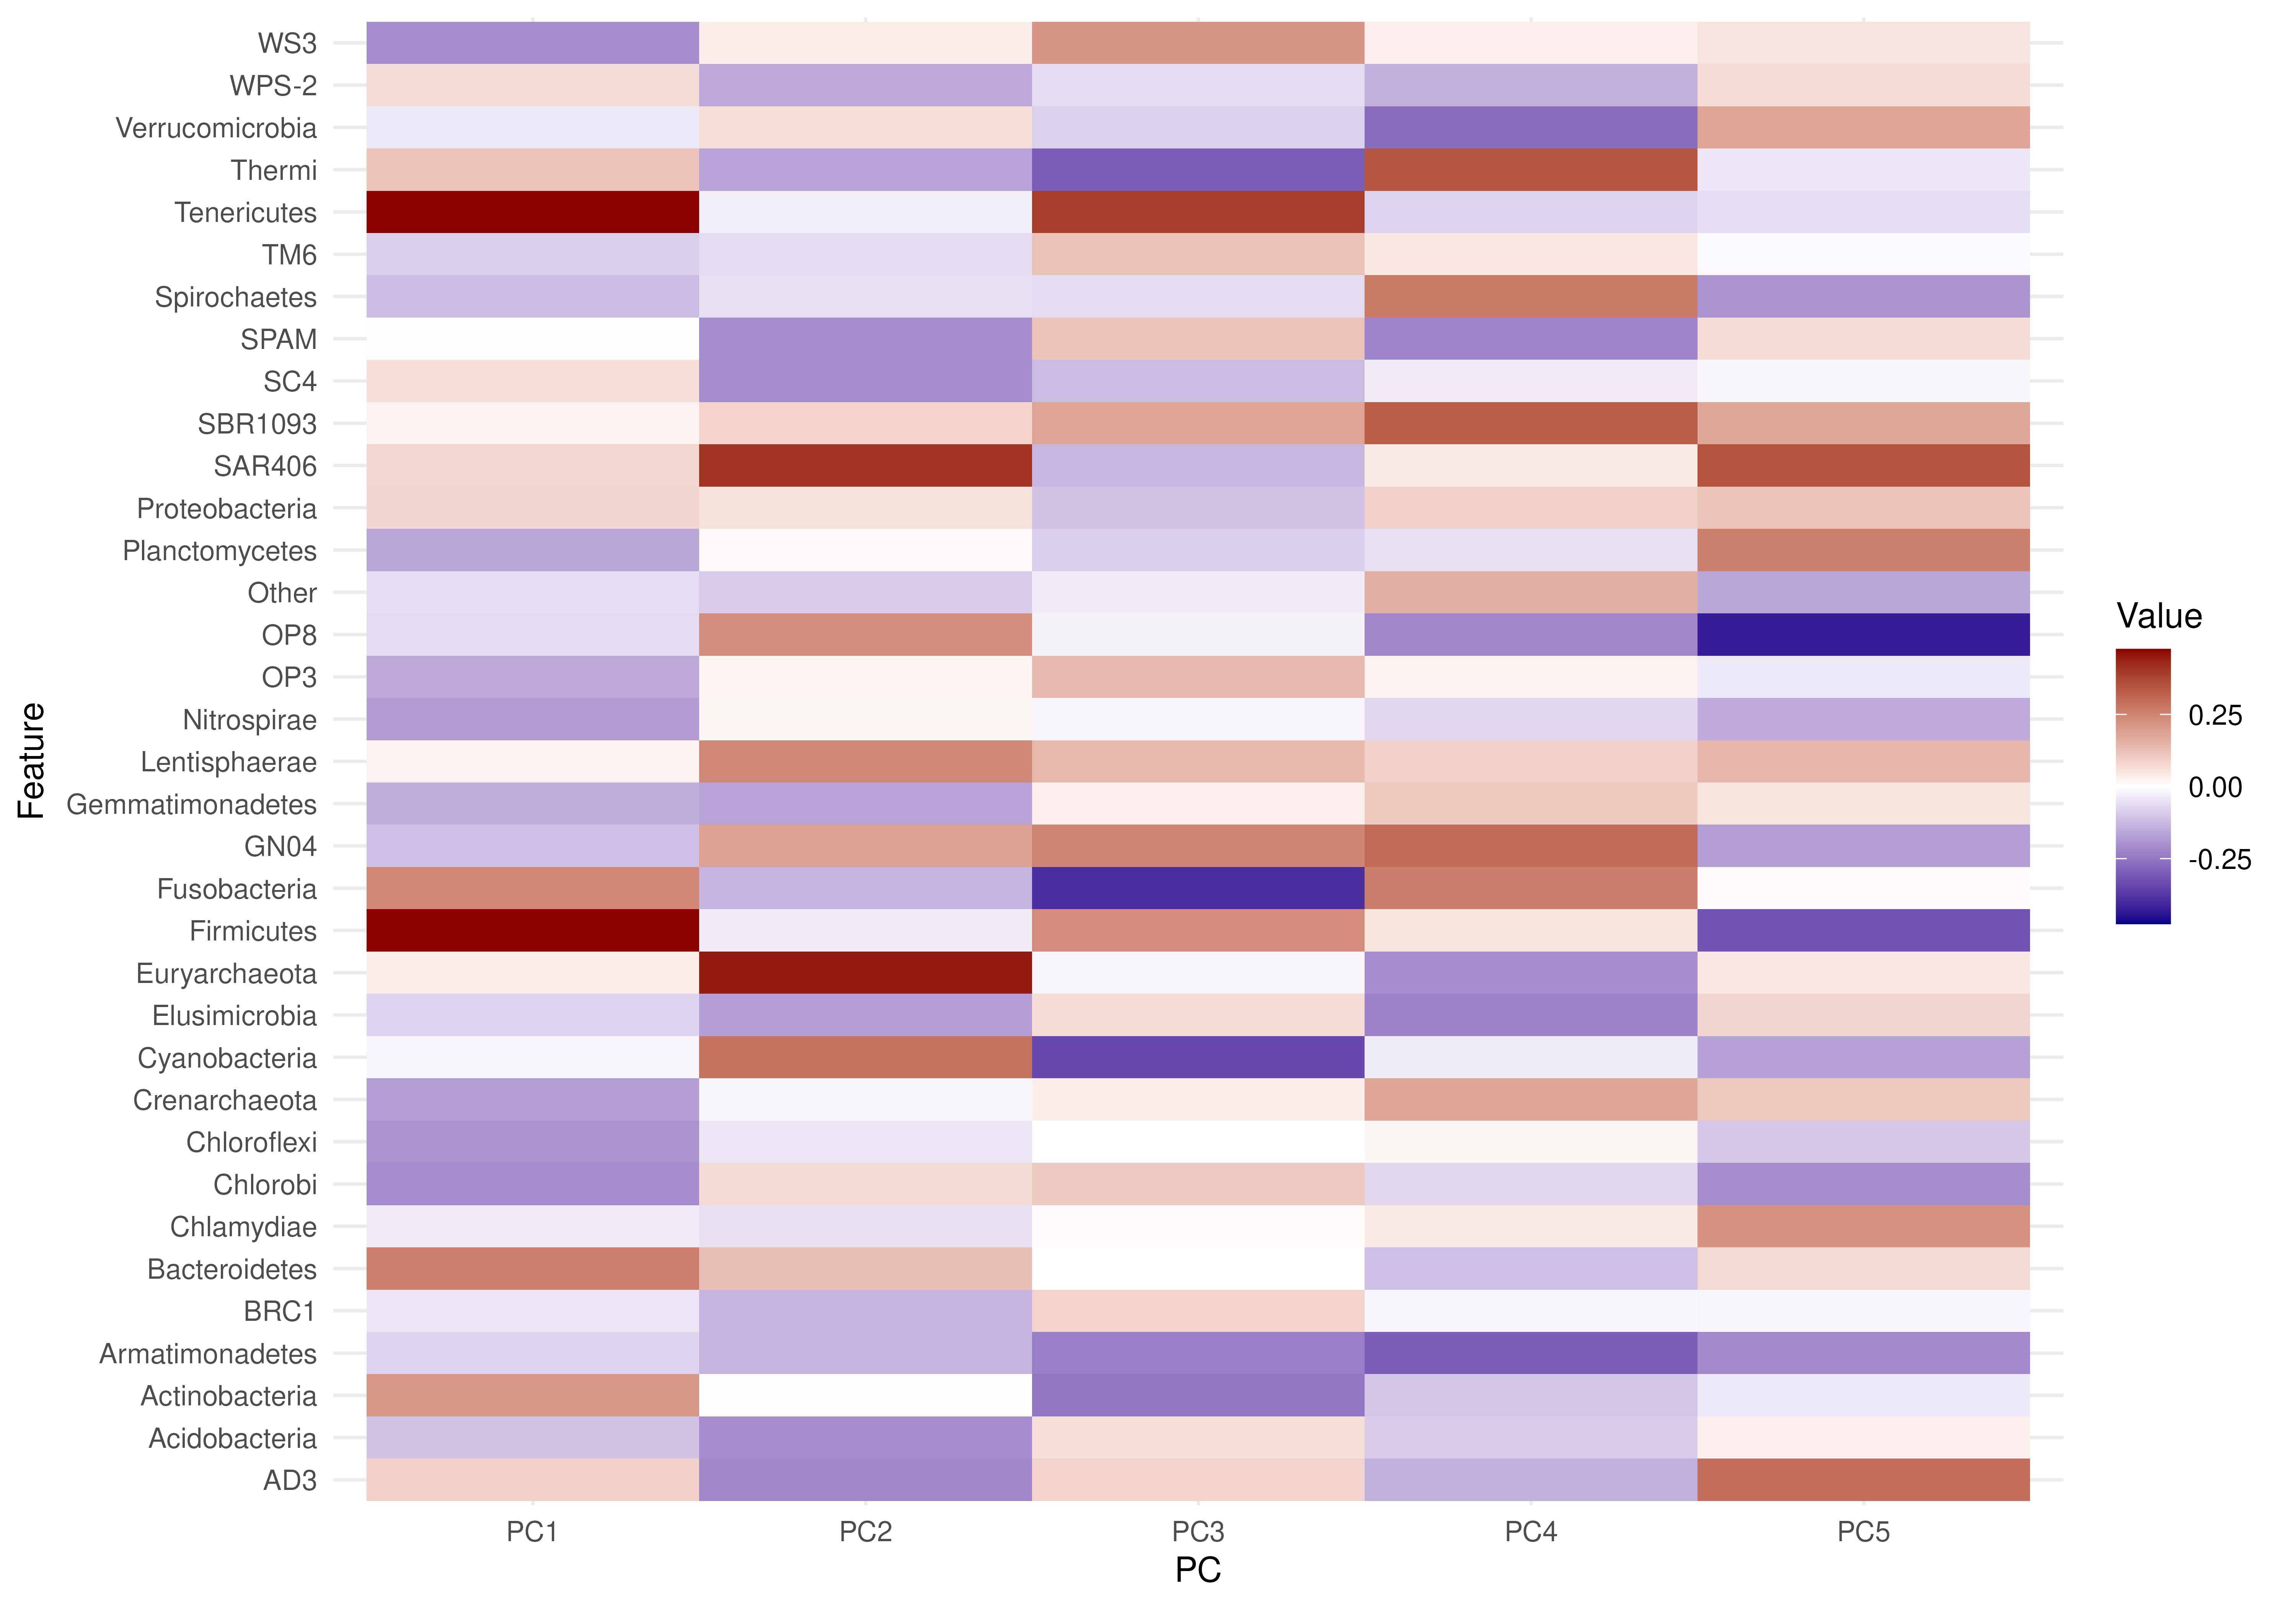 WS3
WPS-2
Verrucomicrobia
Thermi
Tenericutes
TM6
Spirochaetes
SPAM
SC4
SBR1093
SAR406
Proteobacteria
Planctomycetes
Other
OP8
OP3
Nitrospirae
Lentisphaerae
Gemmatimonadetes
GN04
Fusobacteria
Firmicutes
Euryarchaeota
Elusimicrobia
Cyanobacteria
Crenarchaeota
Chloroflexi
Chlorobi
Chlamydiae
Bacteroidetes
BRC1
Armatimonadetes
Actinobacteria
Acidobacteria
AD3
Feature
PC1 PC2 PC3 PC4 PC5
PC
Value
0.25
0.00
-0.25